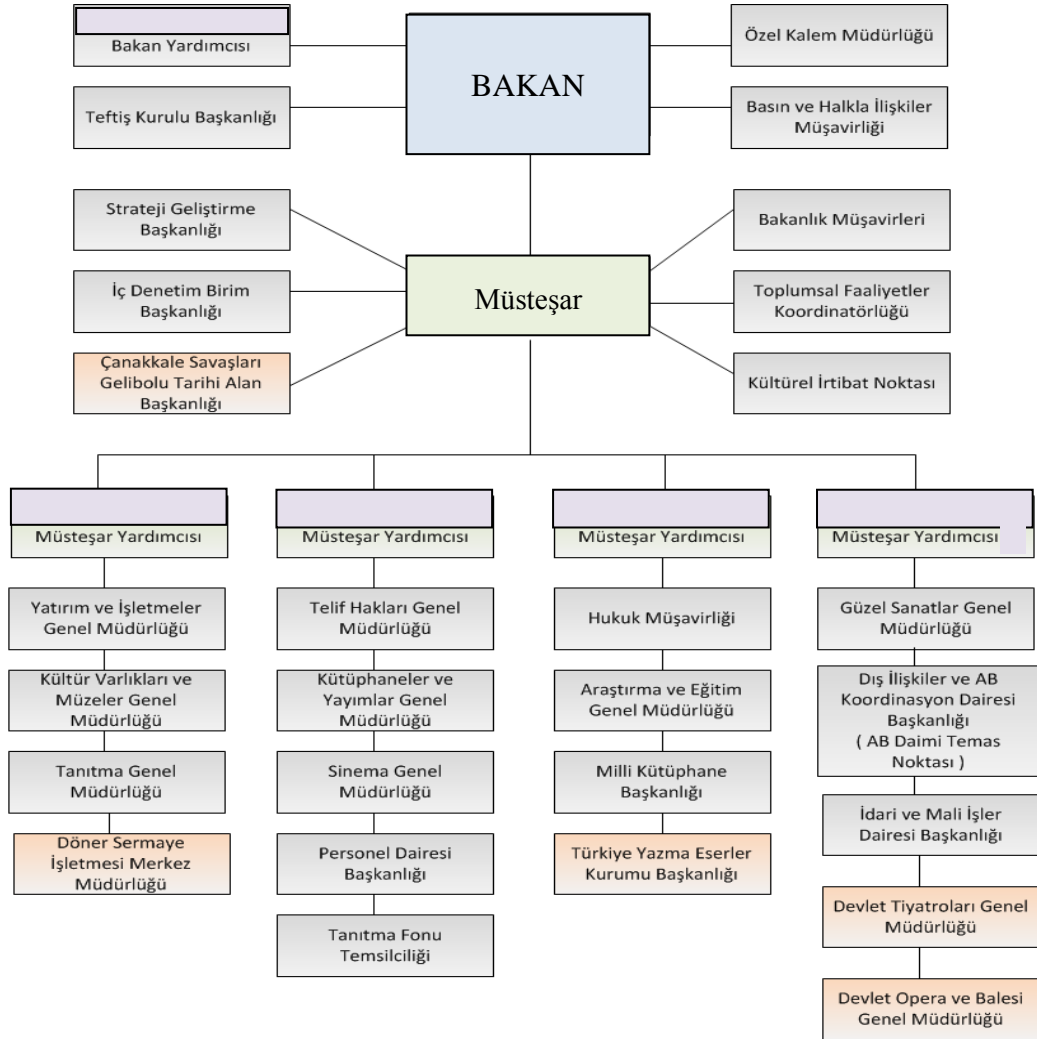 Bakan Yardımcısı
BAKAN
Özel Kalem Müdürlüğü
Teftiş Kurulu Başkanlığı
Basın ve Halkla İlişkiler
Müşavirliği
Strateji Geliştirme
Başkanlığı
Bakanlık Müşavirleri
İç Denetim Birim
Başkanlığı
Müsteşar
Toplumsal Faaliyetler
Koordinatörlüğü
Çanakkale Savaşları
Gelibolu Tarihi Alan
Başkanlığı
Kültürel İrtibat Noktası
Müsteşar Yardımcısı
Yatırım ve İşletmeler
Genel Müdürlüğü
Kültür Varlıkları ve
Müzeler Genel
Müdürlüğü
Tanıtma Genel
Müdürlüğü
Döner Sermaye
İşletmesi Merkez
Müdürlüğü
Müsteşar Yardımcısı
Telif Hakları Genel
Müdürlüğü
Kütüphaneler ve
Yayımlar Genel
Müdürlüğü
Sinema Genel
Müdürlüğü
Personel Dairesi
Başkanlığı
Tanıtma Fonu
Temsilciliği
Müsteşar Yardımcısı
Hukuk Müşavirliği
Araştırma ve Eğitim
Genel Müdürlüğü
Milli Kütüphane
Başkanlığı
Türkiye Yazma Eserler
Kurumu Başkanlığı
Müsteşar Yardımcısı
Güzel Sanatlar Genel
Müdürlüğü
Dış İlişkiler ve AB
Koordinasyon Dairesi
Başkanlığı
( AB Daimi Temas
Noktası )
İdari ve Mali İşler
Dairesi Başkanlığı
Devlet Tiyatroları Genel
Müdürlüğü
Devlet Opera ve Balesi
Genel Müdürlüğü